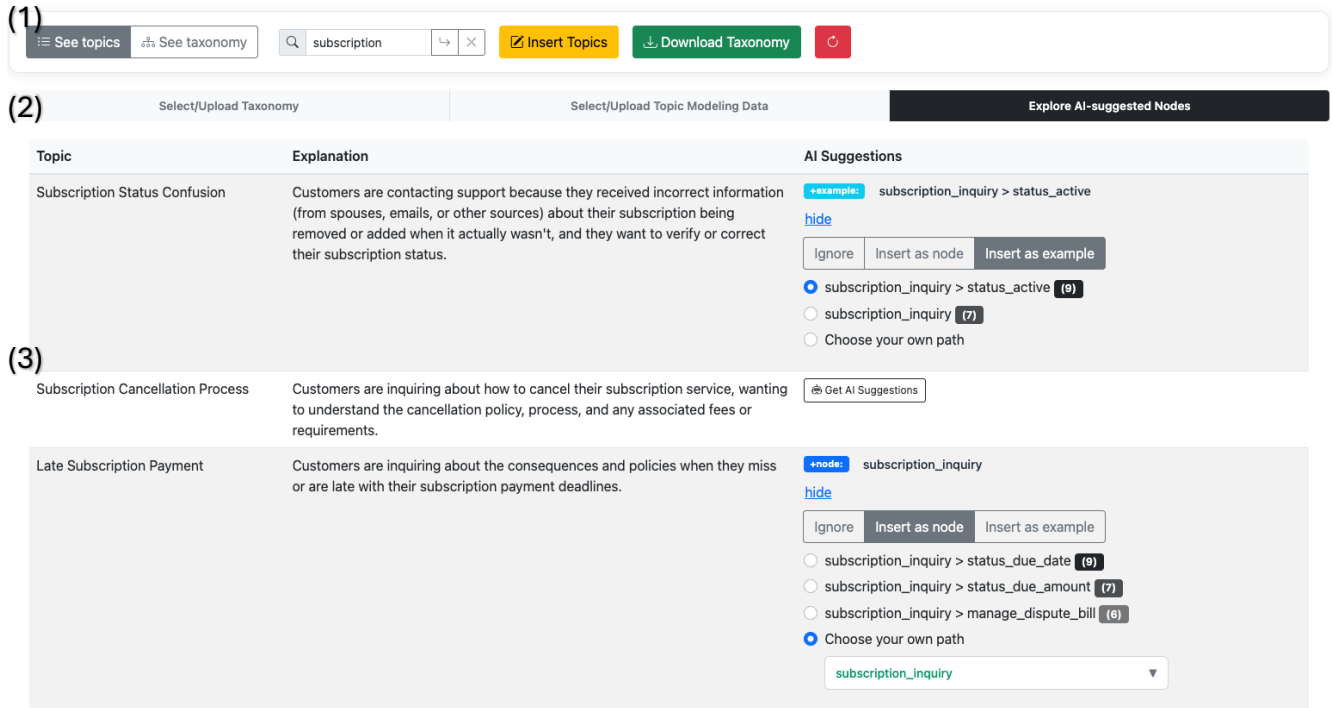 (1)
See topics
See taxonomy
subscription
Insert Topics
Download Taxonomy
(2)
Select/Upload Taxonomy
Select/Upload Topic Modeling Data
Explore AI-suggested Nodes
Topic
Explanation
AI Suggestions
Subscription Status Confusion
Customers are contacting support because they received incorrect information
(from spouses, emails, or other sources) about their subscription being
removed or added when it actually wasn't, and they want to verify or correct
their subscription status.
+example: subscription_inquiry > status_active
hide
Ignore
Insert as node
Insert as example
subscription_inquiry > status_active (9)
subscription_inquiry (7)
Choose your own path
(3)
Subscription Cancellation Process
Customers are inquiring about how to cancel their subscription service, wanting
to understand the cancellation policy, process, and any associated fees or
requirements.
Get AI Suggestions
Late Subscription Payment
Customers are inquiring about the consequences and policies when they miss
or are late with their subscription payment deadlines.
+node: subscription_inquiry
hide
Ignore
Insert as node
Insert as example
subscription_inquiry > status_due_date (9)
subscription_inquiry > status_due_amount (7)
subscription_inquiry > manage_dispute_bill (6)
Choose your own path
subscription_inquiry